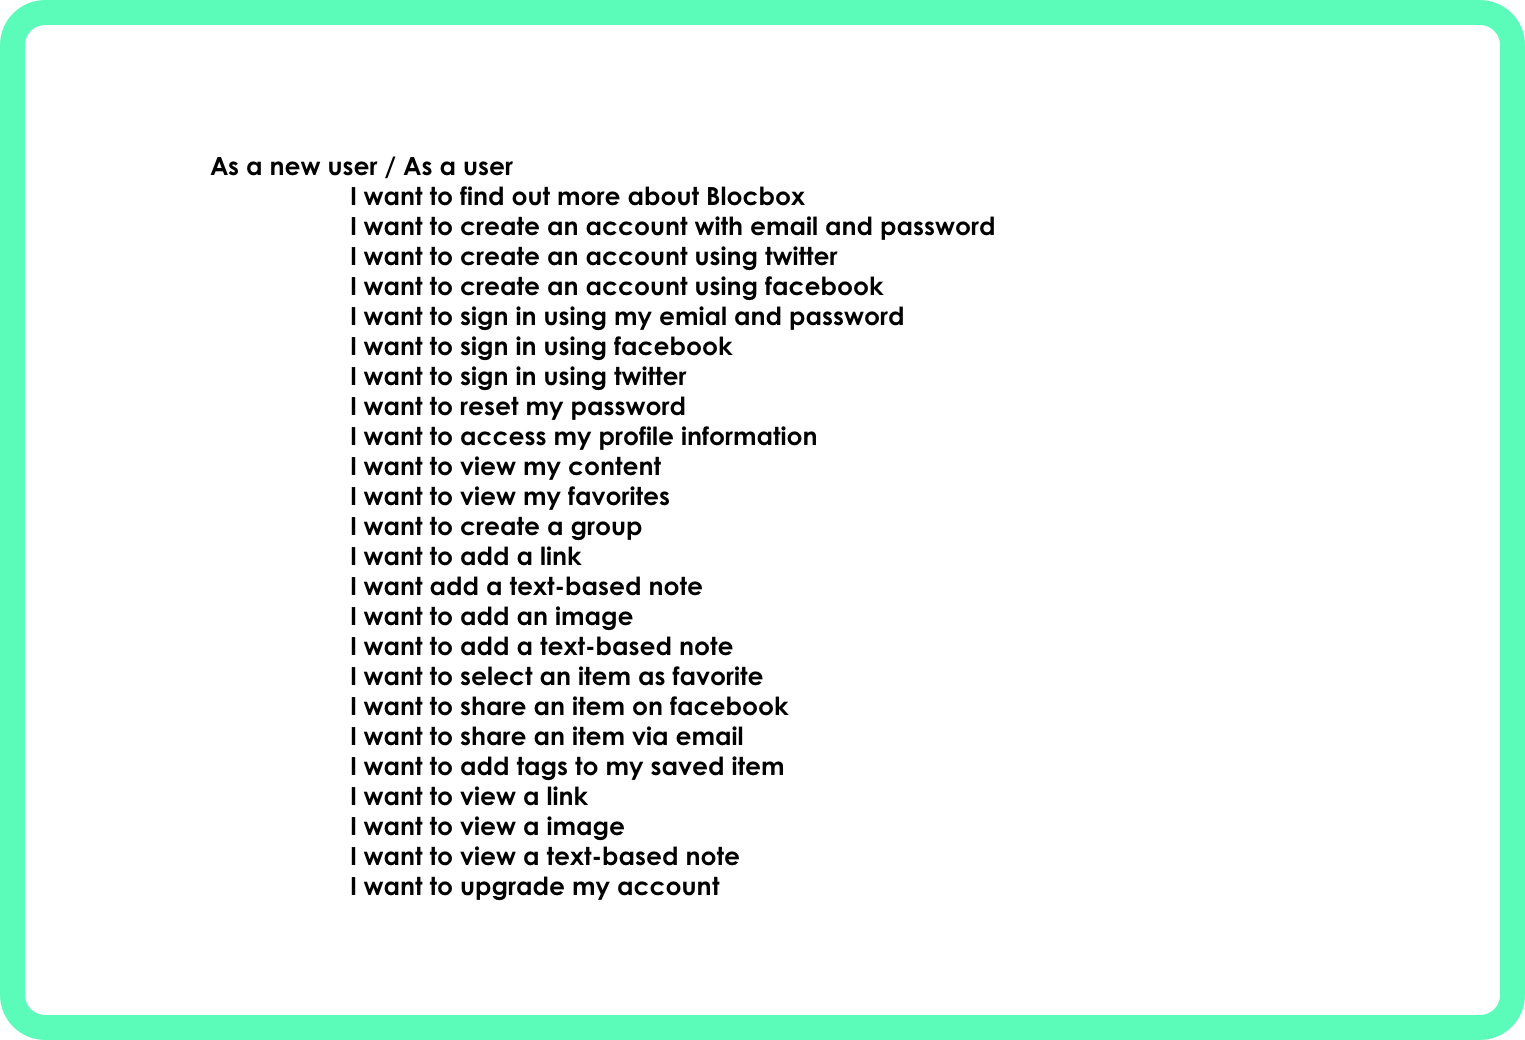 As a new user / As a user
I want to find out more about Blocbox
I want to create an account with email and password
I want to create an account using twitter
I want to create an account using facebook
I want to sign in using my emial and password
I want to sign in using facebook
I want to sign in using twitter
I want to reset my password
I want to access my profile information
I want to view my content
I want to view my favorites
I want to create a group
I want to add a link
I want add a text-based note
I want to add an image
I want to add a text-based note
I want to select an item as favorite
I want to share an item on facebook
I want to share an item via email
I want to add tags to my saved item
I want to view a link
I want to view a image
I want to view a text-based note
I want to upgrade my account